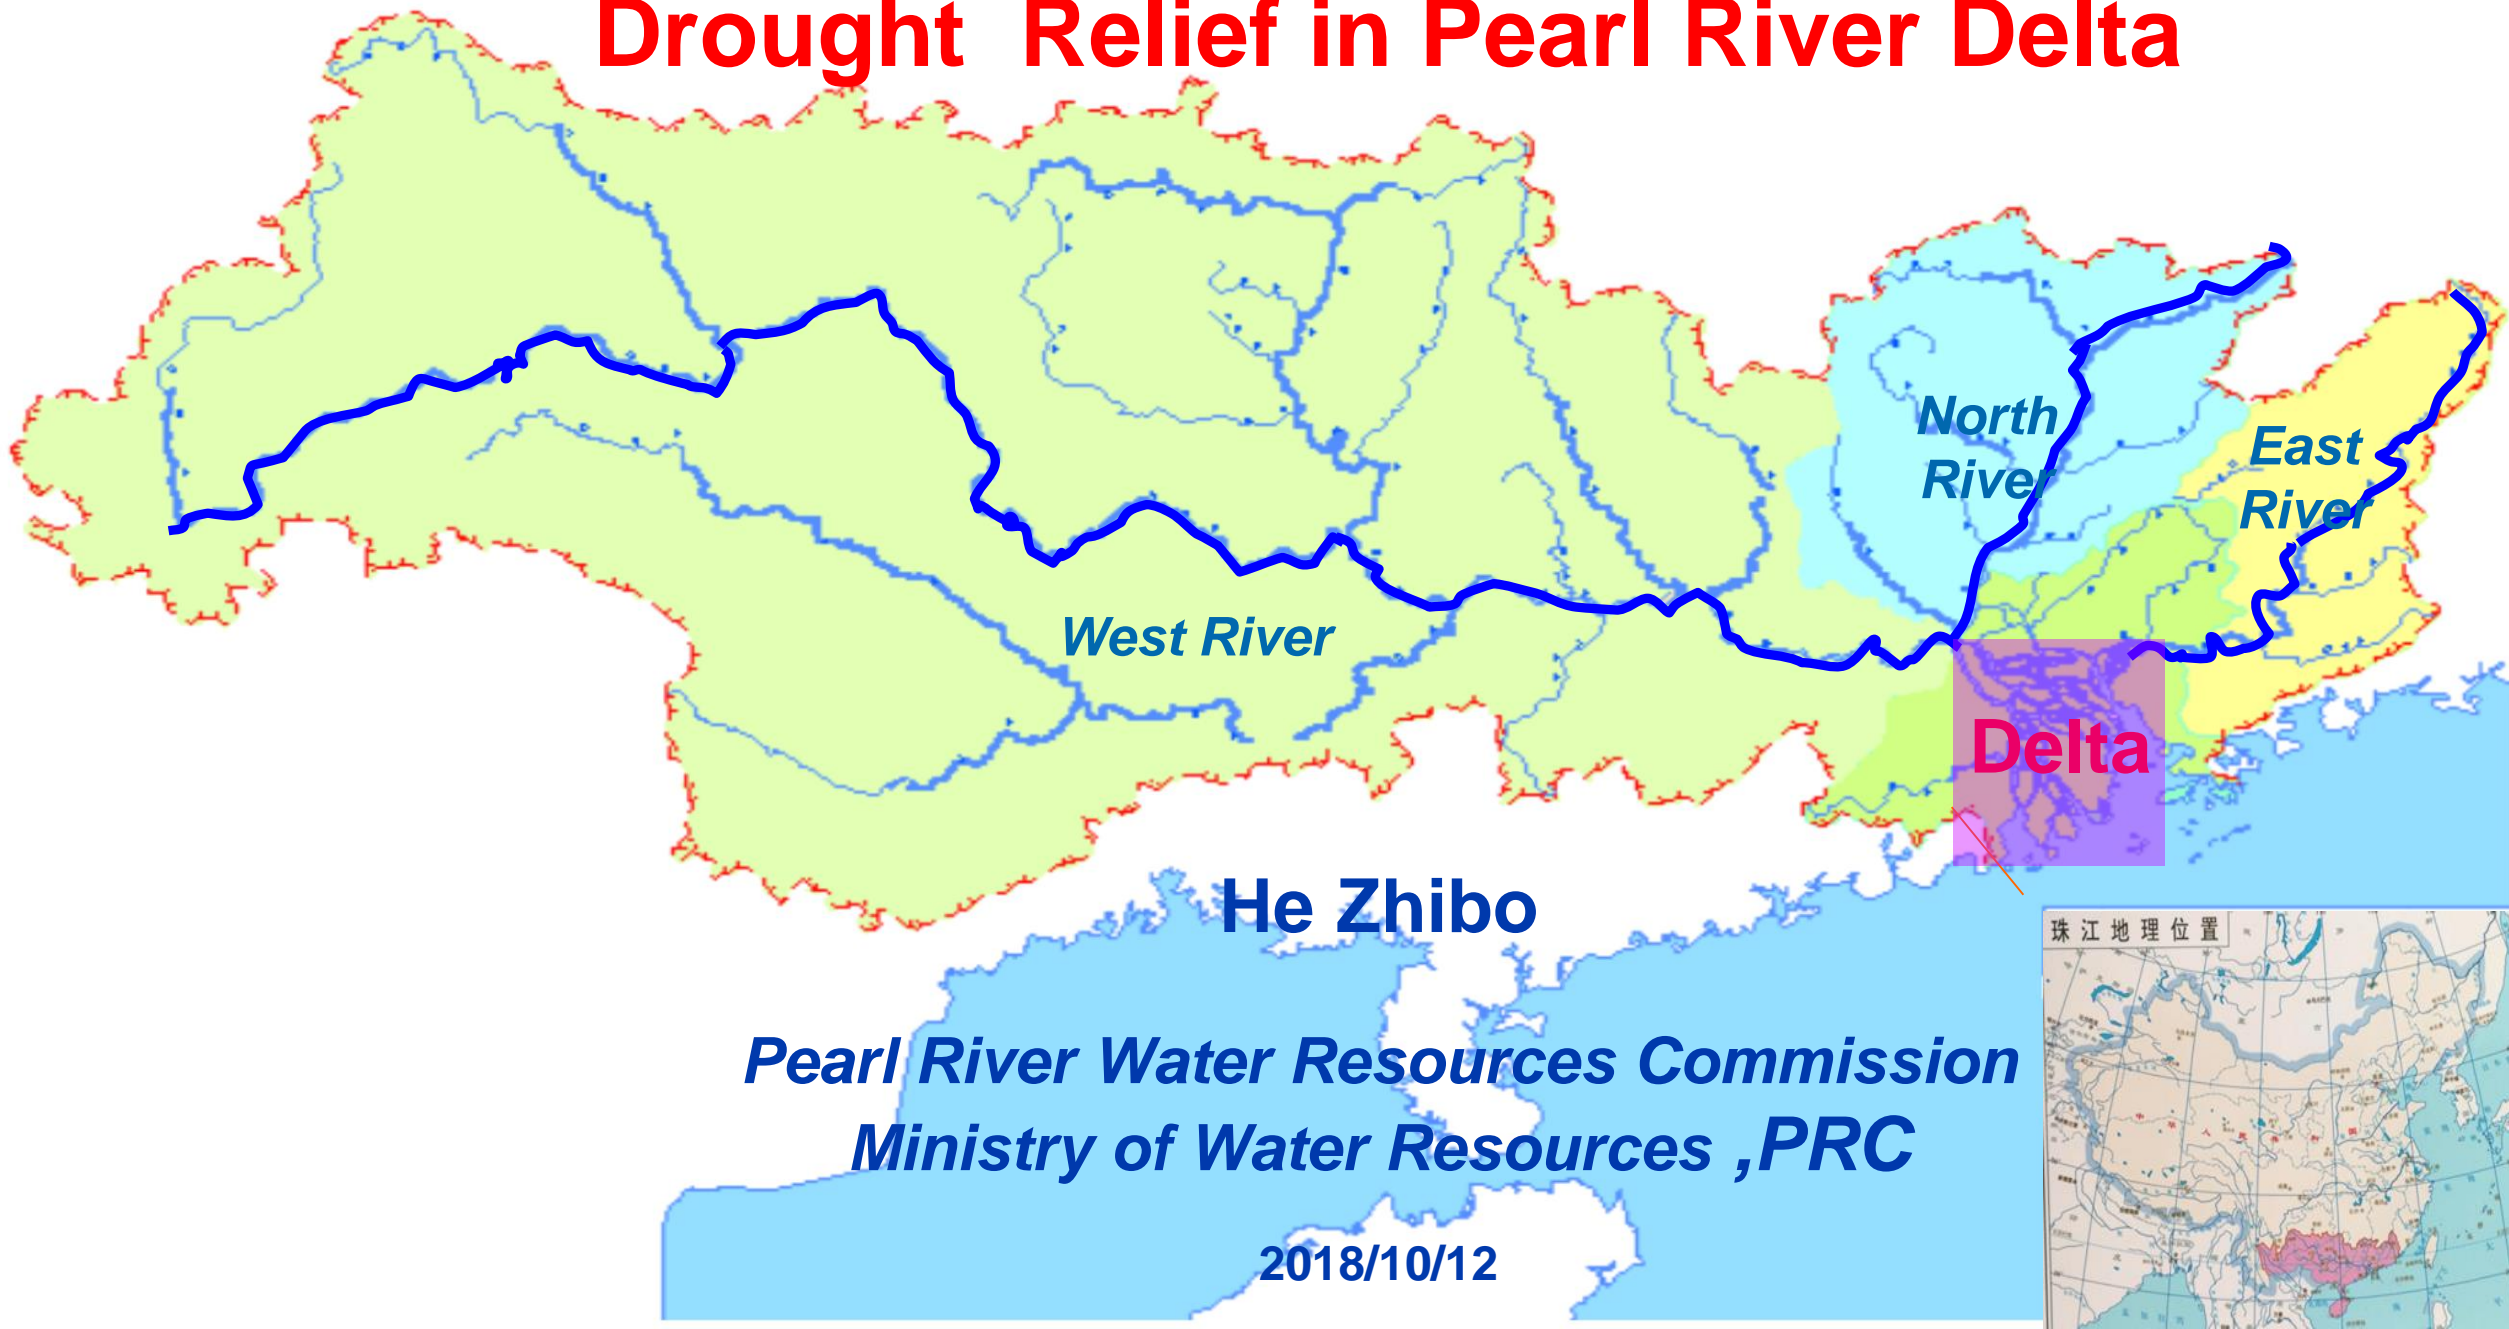 Drought Relief in Pearl River Delta
North
River
East
River
West River
Delta
He Zhibo
珠江地理位置
Pearl River Water Resources Commission
Ministry of Water Resources ,PRC
2018/10/12